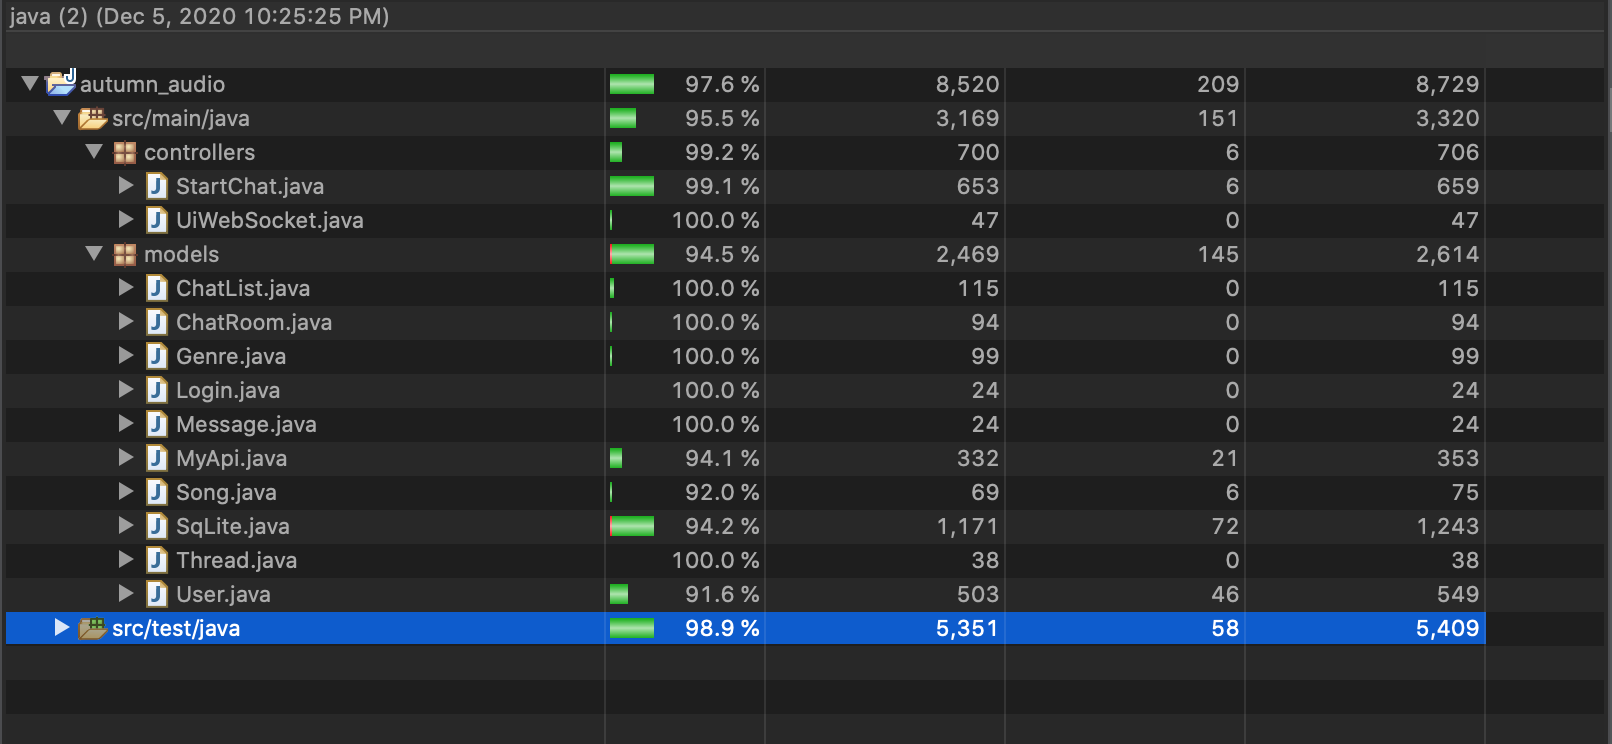 java (2) (Dec 5, 2020 10:25:25 PM)
autumn_audio 97.6 % 8,520 209 8,729
src/main/java 95.5 % 3,169 151 3,320
controllers 99.2 % 700 6 706
StartChat.java 99.1 % 653 6 659
UiWebSocket.java 100.0 % 47 0 47
models 94.5 % 2,469 145 2,614
ChatList.java 100.0 % 115 0 115
ChatRoom.java 100.0 % 94 0 94
Genre.java 100.0 % 99 0 99
Login.java 100.0 % 24 0 24
Message.java 100.0 % 24 0 24
MyApi.java 94.1 % 332 21 353
Song.java 92.0 % 69 6 75
SqLite.java 94.2 % 1,171 72 1,243
Thread.java 100.0 % 38 0 38
User.java 91.6 % 503 46 549
src/test/java 98.9 % 5,351 58 5,409